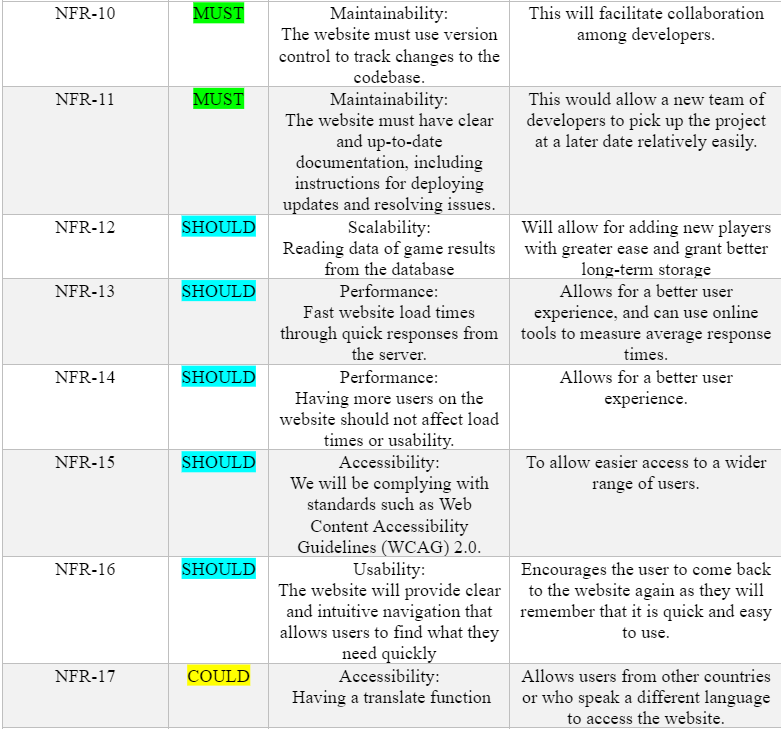 NFR-10
MUST
Maintainability:
The website must use version
control to track changes to the
codebase.
This will facilitate collaboration
among developers.
NFR-11
MUST
Maintainability:
The website must have clear
and up-to-date
documentation, including
instructions for deploying
updates and resolving issues.
This would allow a new team of
developers to pick up the project
at a later date relatively easily.
NFR-12
SHOULD
Scalability:
Reading data of game results
from the database
Will allow for adding new players
with greater ease and grant better
long-term storage
NFR-13
SHOULD
Performance:
Fast website load times
through quick responses from
the server.
Allows for a better user
experience, and can use online
tools to measure average response
times.
NFR-14
SHOULD
Performance:
Having more users on the
website should not affect load
times or usability.
Allows for a better user
experience.
NFR-15
SHOULD
Accessibility:
We will be complying with
standards such as Web
Content Accessibility
Guidelines (WCAG) 2.0.
To allow easier access to a wider
range of users.
NFR-16
SHOULD
Usability:
The website will provide clear
and intuitive navigation that
allows users to find what they
need quickly
Encourages the user to come back
to the website again as they will
remember that it is quick and easy
to use.
NFR-17
COULD
Accessibility:
Having a translate function
Allows users from other countries
or who speak a different language
to access the website.